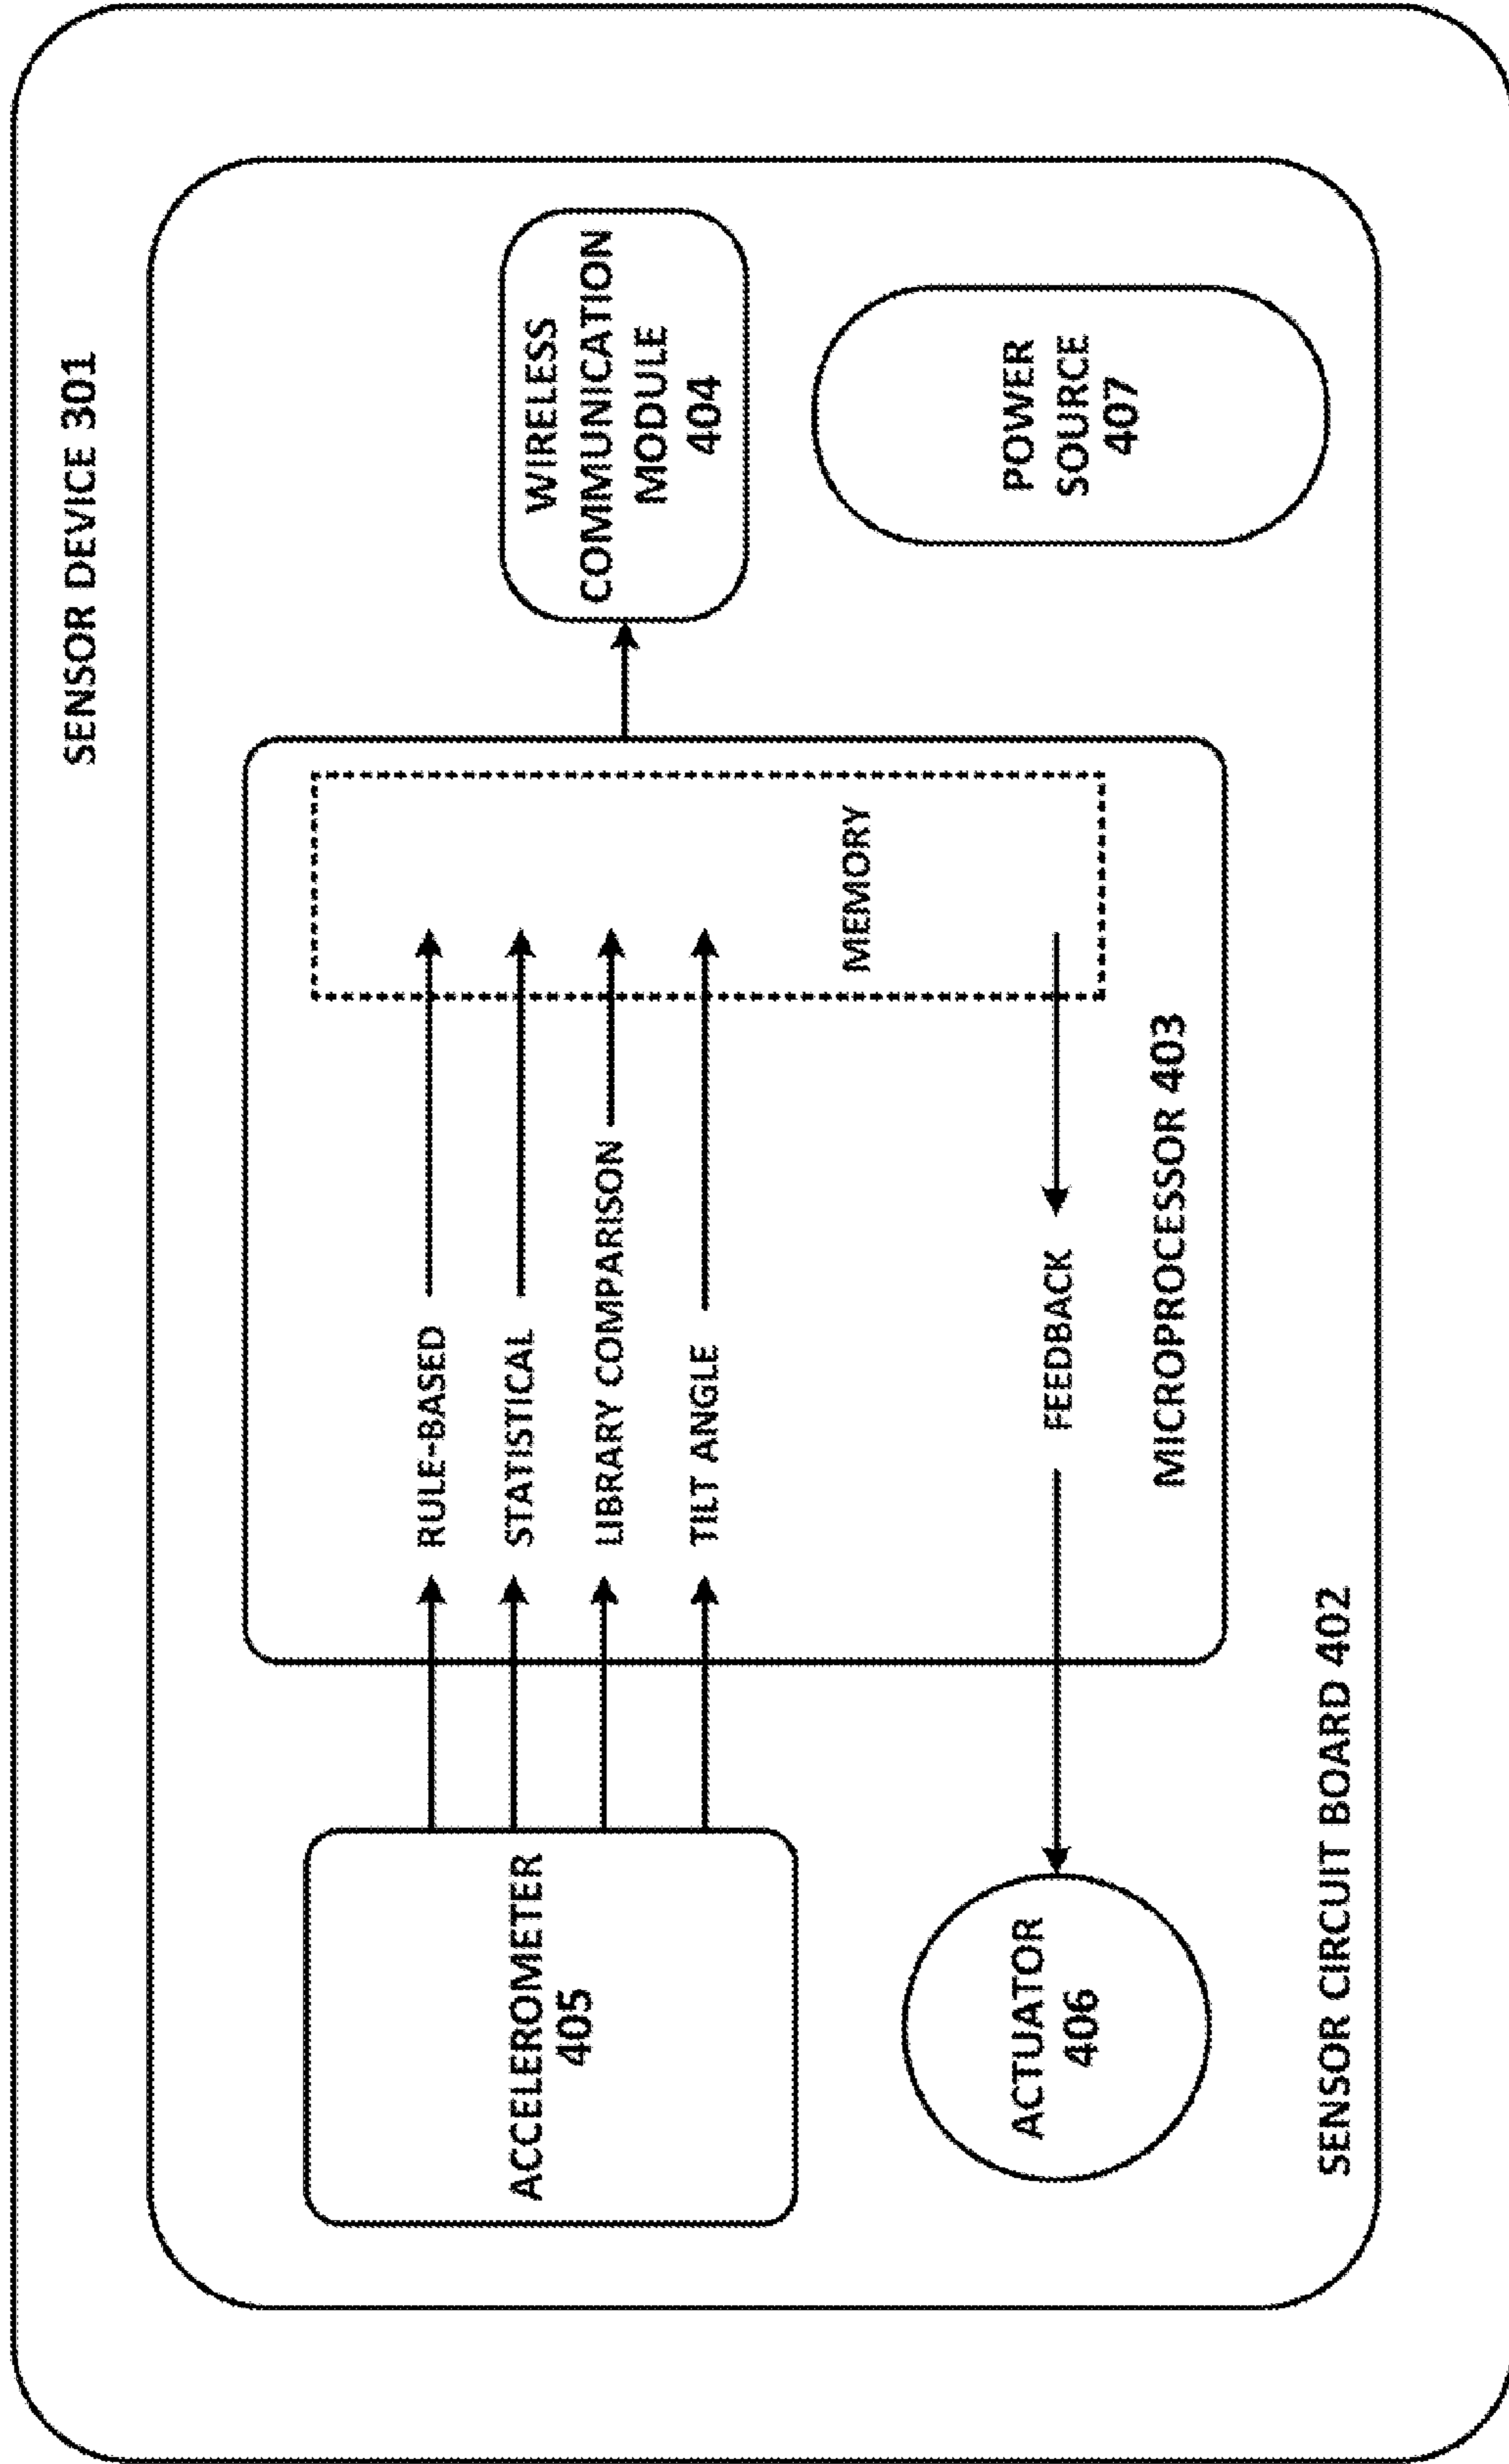 SENSOR DEVICE 301
ACCELEROMETER
405
RULE-BASED
STATISTICAL
LIBRARY COMPARISON
TILT ANGLE
MEMORY
WIRELESS
COMMUNICATION
MODULE
404
ACTUATOR
406
FEEDBACK
MICROPROCESSOR 403
POWER
SOURCE
407
SENSOR CIRCUIT BOARD 402